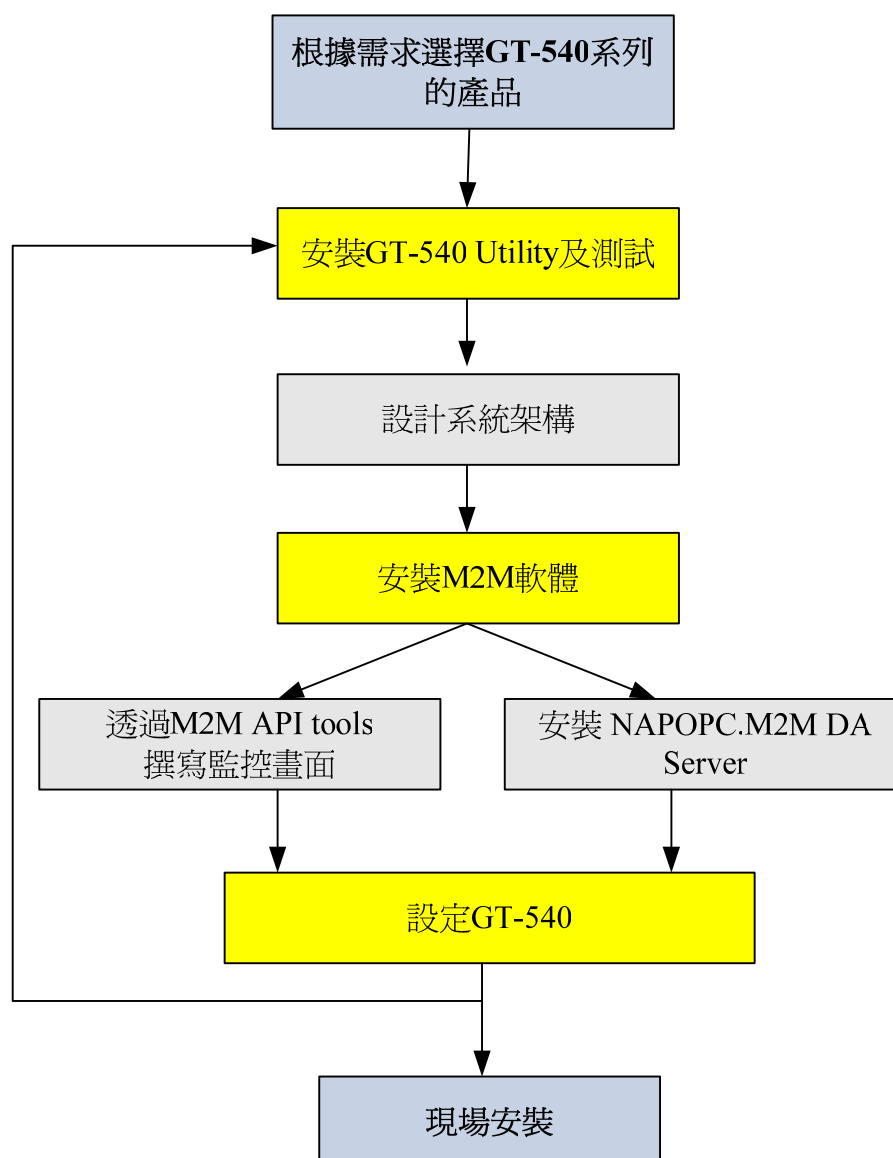 根據需求選擇GT-540系列
的產品
安裝GT-540 Utility及測試
設計系統架構
安裝M2M軟體
透過M2M API tools
撰寫監控畫面
安裝 NAPOPC.M2M DA
Server
設定GT-540
現場安裝